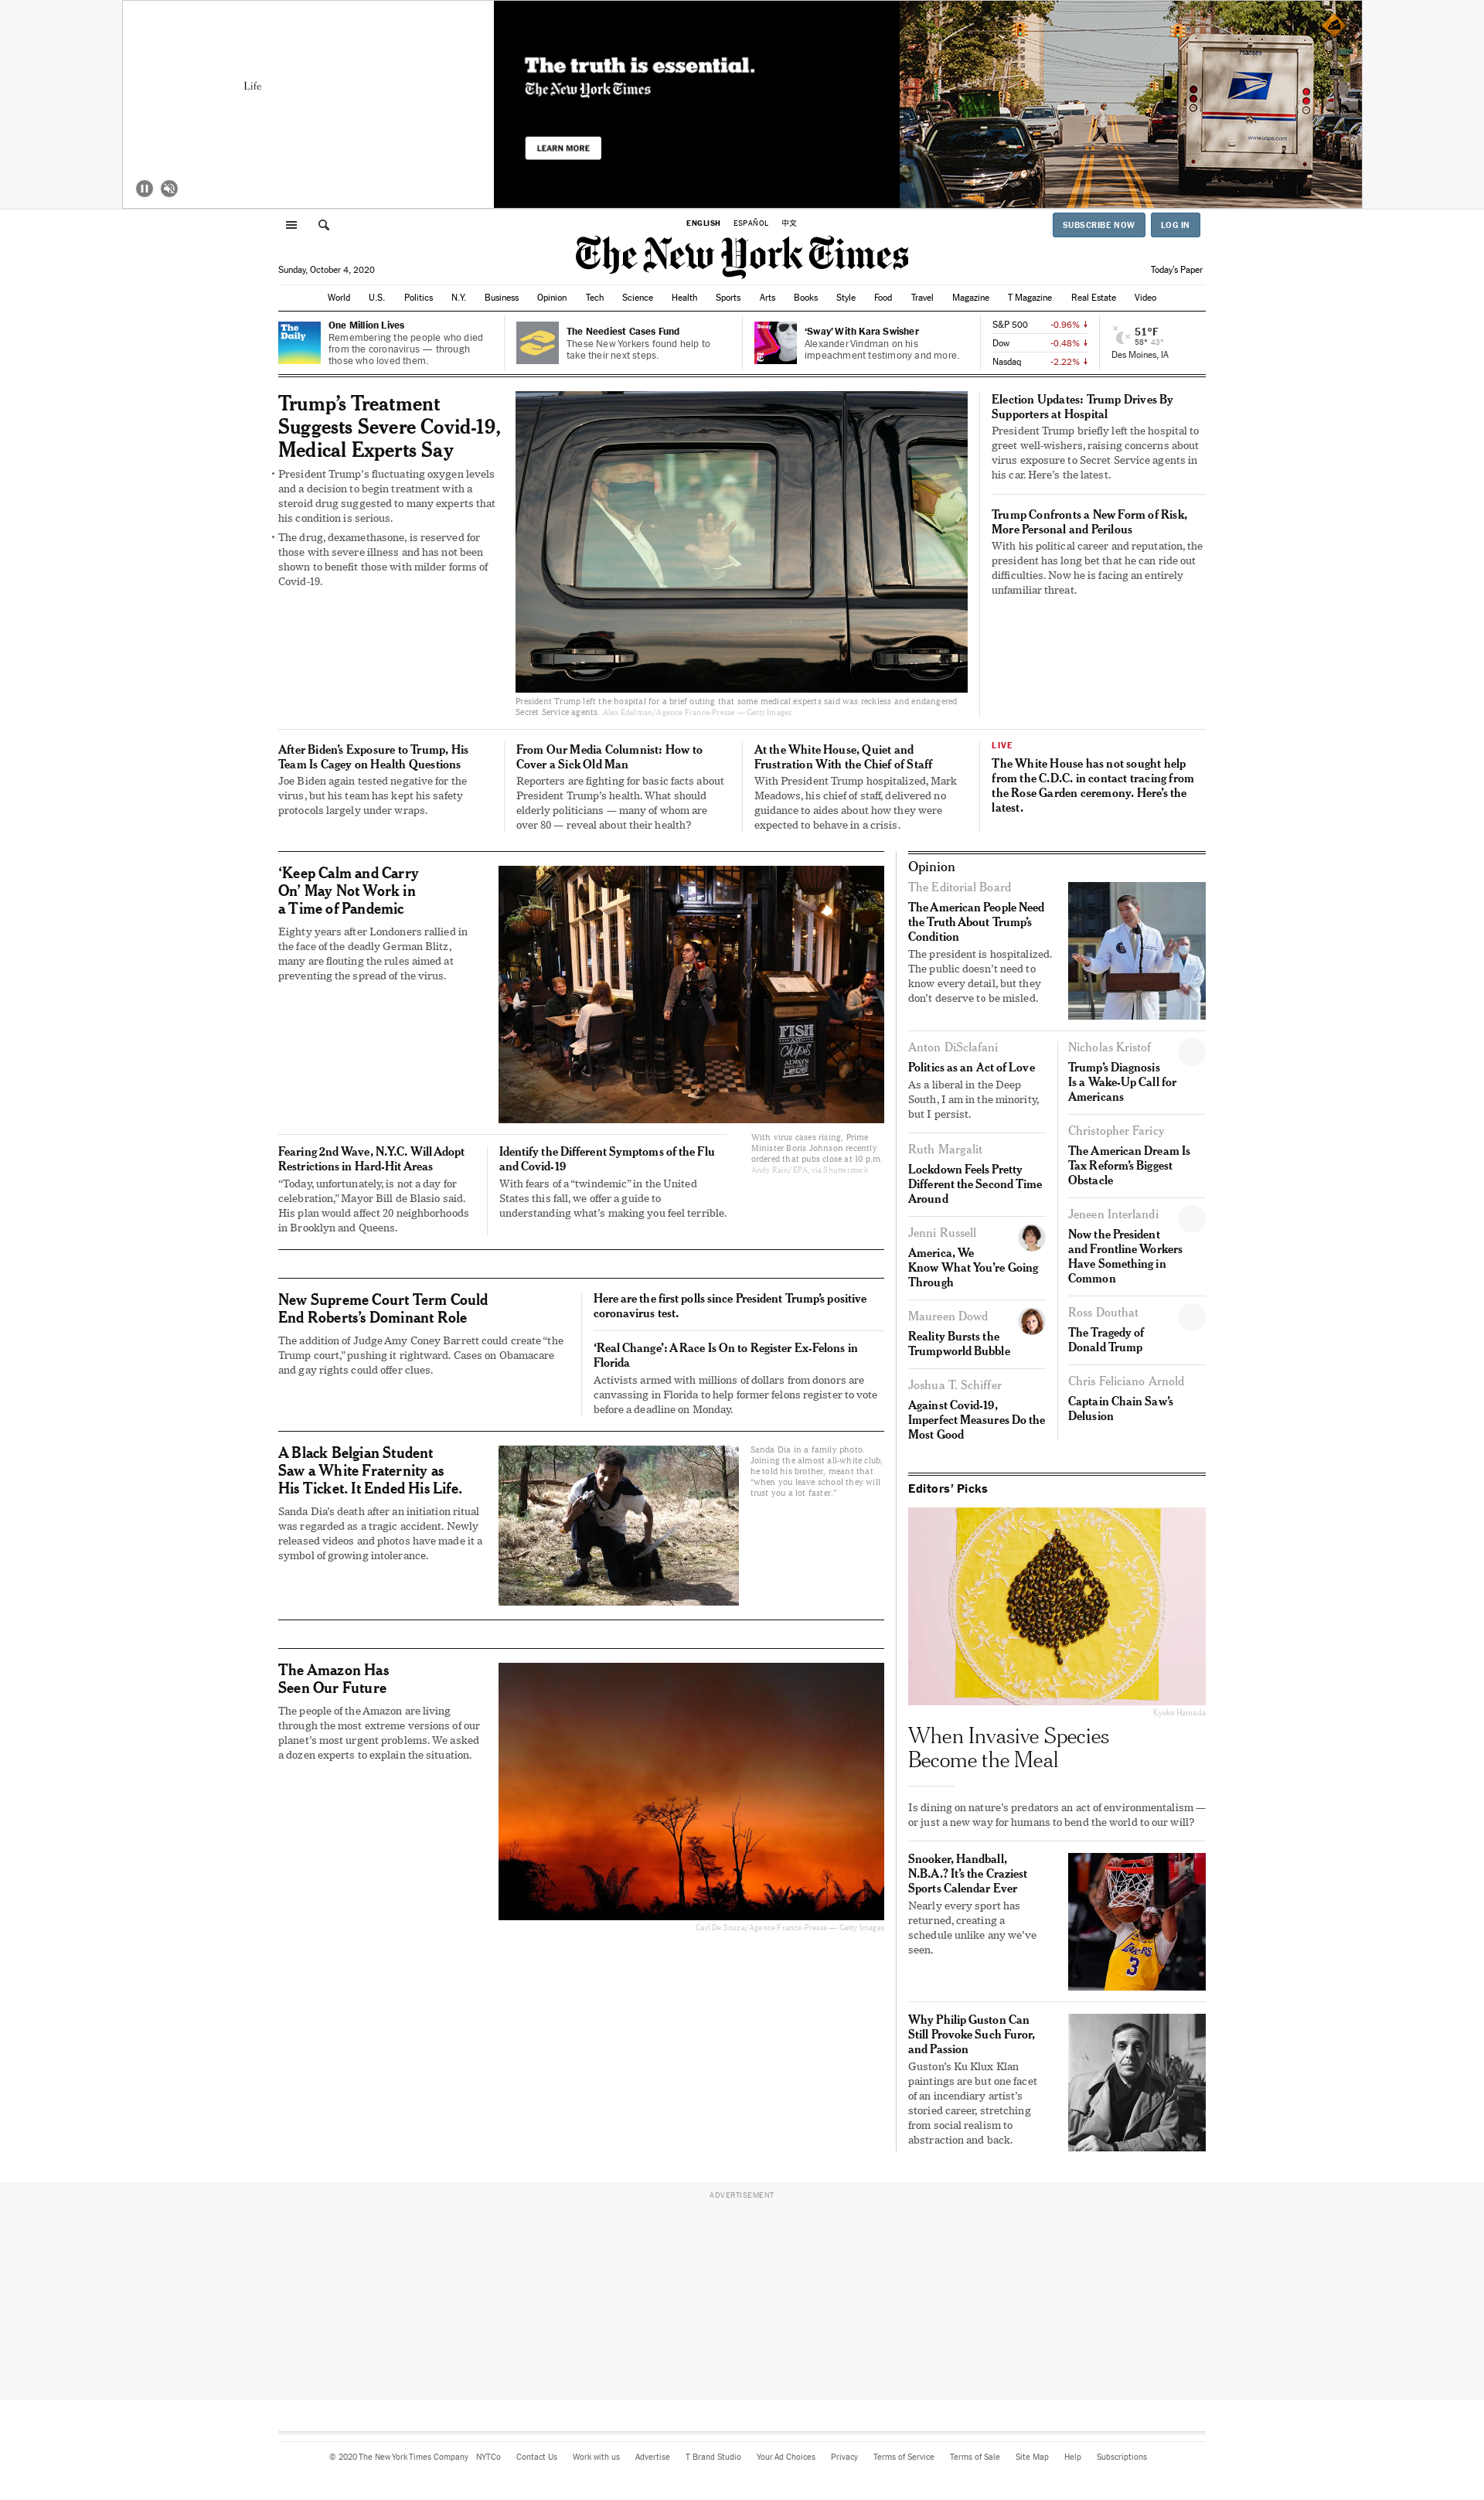 Life
The truth is essential.
The New York Times
LEARN MORE
www.usps.com
ENGLISH ESPAÑOL 中文
SUBSCRIBE NOW LOG IN
The New York Times
Sunday, October 4, 2020
Today's Paper
World U.S. Politics N.Y. Business Opinion Tech Science Health Sports Arts Books Style Food Travel Magazine T Magazine Real Estate Video
The
Daily
One Million Lives
Remembering the people who died
from the coronavirus — through
those who loved them.
The Neediest Cases Fund
These New Yorkers found help to
take their next steps.
Sway
‘Sway’ With Kara Swisher
Alexander Vindman on his
impeachment testimony and more.
S&P 500 -0.96% ↓
Dow -0.48% ↓
Nasdaq -2.22% ↓
51°F
58° 43°
Des Moines, IA
Trump’s Treatment
Suggests Severe Covid-19,
Medical Experts Say
• President Trump’s fluctuating oxygen levels
and a decision to begin treatment with a
steroid drug suggested to many experts that
his condition is serious.
• The drug, dexamethasone, is reserved for
those with severe illness and has not been
shown to benefit those with milder forms of
Covid-19.
President Trump left the hospital for a brief outing that some medical experts said was reckless and endangered
Secret Service agents. Alex Edelman/Agence France-Presse — Getty Images
Election Updates: Trump Drives By
Supporters at Hospital
President Trump briefly left the hospital to
greet well-wishers, raising concerns about
virus exposure to Secret Service agents in
his car. Here’s the latest.
Trump Confronts a New Form of Risk,
More Personal and Perilous
With his political career and reputation, the
president has long bet that he can ride out
difficulties. Now he is facing an entirely
unfamiliar threat.
After Biden’s Exposure to Trump, His
Team Is Cagey on Health Questions
Joe Biden again tested negative for the
virus, but his team has kept his safety
protocols largely under wraps.
From Our Media Columnist: How to
Cover a Sick Old Man
Reporters are fighting for basic facts about
President Trump’s health. What should
elderly politicians — many of whom are
over 80 — reveal about their health?
At the White House, Quiet and
Frustration With the Chief of Staff
With President Trump hospitalized, Mark
Meadows, his chief of staff, delivered no
guidance to aides about how they were
expected to behave in a crisis.
LIVE
The White House has not sought help
from the C.D.C. in contact tracing from
the Rose Garden ceremony. Here’s the
latest.
‘Keep Calm and Carry
On’ May Not Work in
a Time of Pandemic
Eighty years after Londoners rallied in
the face of the deadly German Blitz,
many are flouting the rules aimed at
preventing the spread of the virus.
FISH
AND
Chips
ALWAYS
HERE!
With virus cases rising, Prime
Minister Boris Johnson recently
ordered that pubs close at 10 p.m.
Andy Rain/EPA, via Shutterstock
Fearing 2nd Wave, N.Y.C. Will Adopt
Restrictions in Hard-Hit Areas
“Today, unfortunately, is not a day for
celebration,” Mayor Bill de Blasio said.
His plan would affect 20 neighborhoods
in Brooklyn and Queens.
Identify the Different Symptoms of the Flu
and Covid-19
With fears of a “twindemic” in the United
States this fall, we offer a guide to
understanding what’s making you feel terrible.
New Supreme Court Term Could
End Roberts’s Dominant Role
The addition of Judge Amy Coney Barrett could create “the
Trump court,” pushing it rightward. Cases on Obamacare
and gay rights could offer clues.
Here are the first polls since President Trump’s positive
coronavirus test.
‘Real Change’: A Race Is On to Register Ex-Felons in
Florida
Activists armed with millions of dollars from donors are
canvassing in Florida to help former felons register to vote
before a deadline on Monday.
A Black Belgian Student
Saw a White Fraternity as
His Ticket. It Ended His Life.
Sanda Dia’s death after an initiation ritual
was regarded as a tragic accident. Newly
released videos and photos have made it a
symbol of growing intolerance.
Sanda Dia in a family photo.
Joining the almost all-white club,
he told his brother, meant that
“when you leave school they will
trust you a lot faster.”
The Amazon Has
Seen Our Future
The people of the Amazon are living
through the most extreme versions of our
planet’s most urgent problems. We asked
a dozen experts to explain the situation.
Carl De Souza/Agence France-Presse — Getty Images
Opinion
The Editorial Board
The American People Need
the Truth About Trump’s
Condition
The president is hospitalized.
The public doesn’t need to
know every detail, but they
don’t deserve to be misled.
Anton DiSclafani
Politics as an Act of Love
As a liberal in the Deep
South, I am in the minority,
but I persist.
Ruth Margalit
Lockdown Feels Pretty
Different the Second Time
Around
Jenni Russell
America, We
Know What You’re Going
Through
Maureen Dowd
Reality Bursts the
Trumpworld Bubble
Joshua T. Schiffer
Against Covid-19,
Imperfect Measures Do the
Most Good
Nicholas Kristof
Trump’s Diagnosis
Is a Wake-Up Call for
Americans
Christopher Faricy
The American Dream Is
Tax Reform’s Biggest
Obstacle
Jeneen Interlandi
Now the President
and Frontline Workers
Have Something in
Common
Ross Douthat
The Tragedy of
Donald Trump
Chris Feliciano Arnold
Captain Chain Saw’s
Delusion
Editors’ Picks
Kyoko Hamada
When Invasive Species
Become the Meal
Is dining on nature’s predators an act of environmentalism —
or just a new way for humans to bend the world to our will?
Snooker, Handball,
N.B.A.? It’s the Craziest
Sports Calendar Ever
Nearly every sport has
returned, creating a
schedule unlike any we’ve
seen.
LAKERS
3
Why Philip Guston Can
Still Provoke Such Furor,
and Passion
Guston’s Ku Klux Klan
paintings are but one facet
of an incendiary artist’s
storied career, stretching
from social realism to
abstraction and back.
ADVERTISEMENT
© 2020 The New York Times Company NYTCo Contact Us Work with us Advertise T Brand Studio Your Ad Choices Privacy Terms of Service Terms of Sale Site Map Help Subscriptions